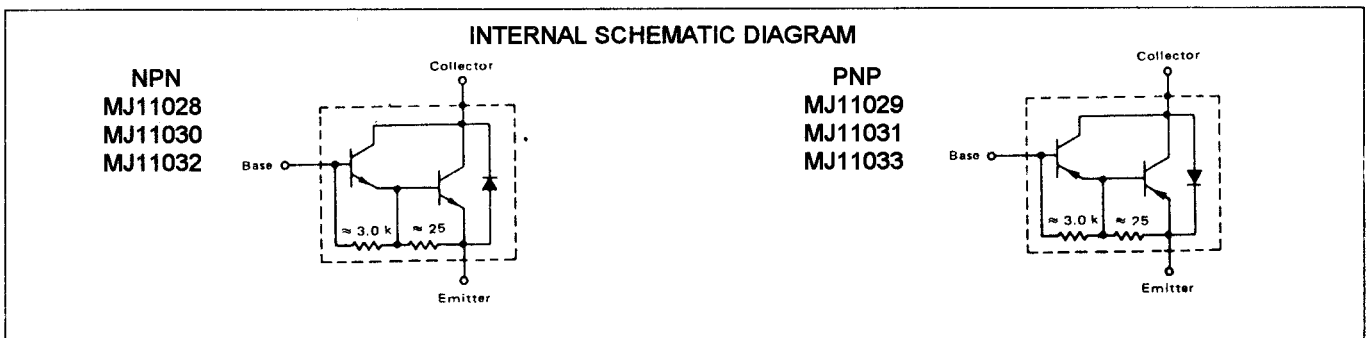 INTERNAL SCHEMATIC DIAGRAM
NPN
MJ11028
MJ11030
MJ11032
Collector
Base
≈ 3.0 k
≈ 25
Emitter
PNP
MJ11029
MJ11031
MJ11033
Collector
Base
≈ 3.0 k
≈ 25
Emitter